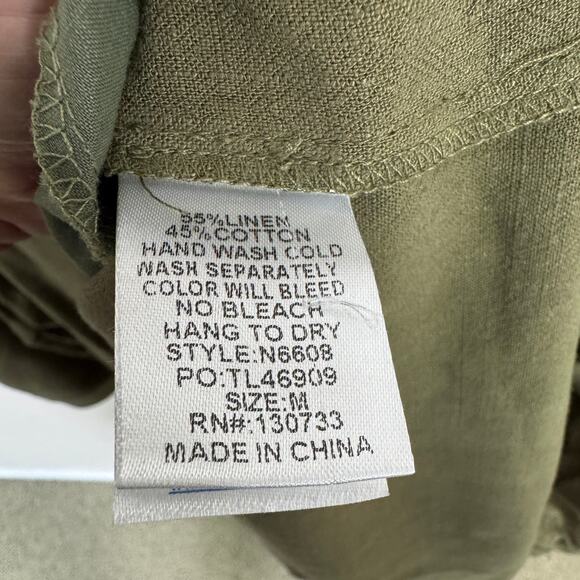 55%LINEN
45%COTTON
HAND WASH COLD
WASH SEPARATELY
COLOR WILL BLEED
NO BLEACH
HANG TO DRY
STYLE:N6608
PO:TL46909
SIZE:M
RN#:130733
MADE IN CHINA